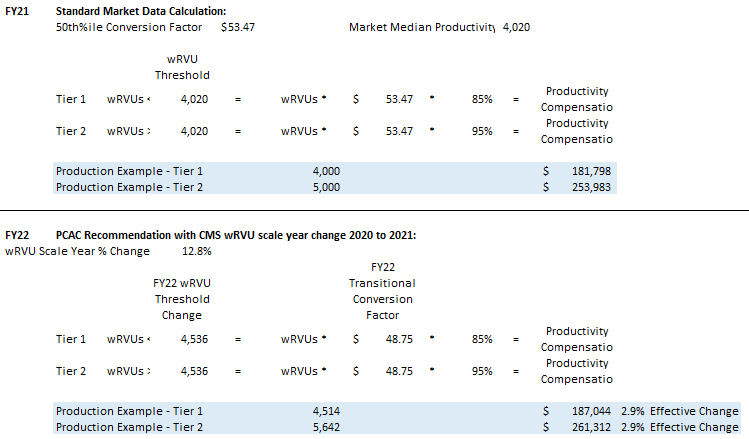 FY21 Standard Market Data Calculation:
50th%ile Conversion Factor $53.47 Market Median Productivity 4,020
wRVU
Threshold
Tier 1 wRVUs < 4,020 = wRVUs * $ 53.47 * 85% = Productivity
Compensatio
Tier 2 wRVUs > 4,020 = wRVUs * $ 53.47 * 95% = Productivity
Compensatio
Production Example - Tier 1 4,000 $ 181,798
Production Example - Tier 2 5,000 $ 253,983
FY22 PCAC Recommendation with CMS wRVU scale year change 2020 to 2021:
wRVU Scale Year % Change 12.8%
FY22 wRVU
Threshold
Change
FY22
Transitional
Conversion
Factor
Tier 1 wRVUs < 4,536 = wRVUs * $ 48.75 * 85% = Productivity
Compensatio
Tier 2 wRVUs > 4,536 = wRVUs * $ 48.75 * 95% = Productivity
Compensatio
Production Example - Tier 1 4,514 $ 187,044 2.9% Effective Change
Production Example - Tier 2 5,642 $ 261,312 2.9% Effective Change